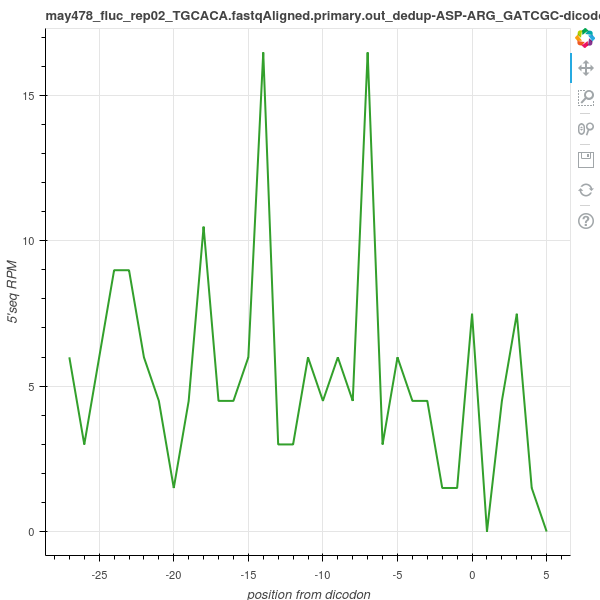 may478_fluc_rep02_TGCACA.fastqAligned.primary.out_dedup-ASP-ARG_GATCGC-dicodo
15
10
5
0
5'seq RPM
-25 -20 -15 -10 -5 0 5
position from dicodon